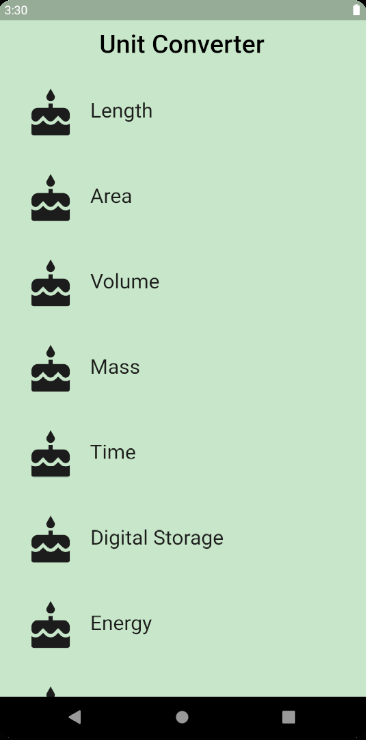 3:30
Unit Converter
Length
Area
Volume
Mass
Time
Digital Storage
Energy